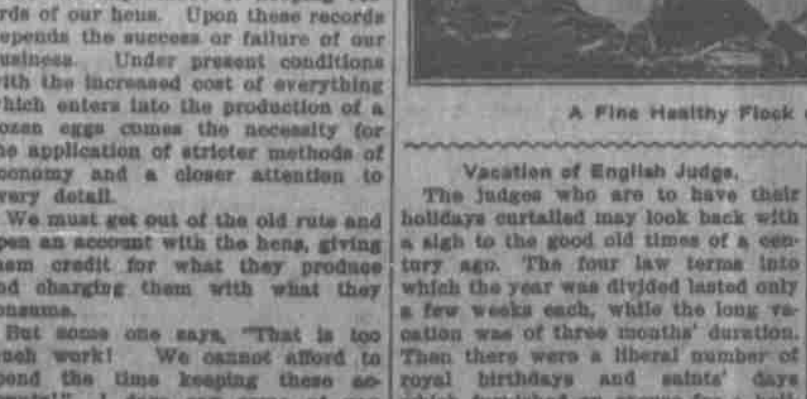 rds of our hens. Upon these records
epends the success or failure of our
usiness. Under present conditions
ith the increased cost of everything
hich enters into the production of a
ozen eggs comes the necessity for
he application of stricter methods of
conomy and a closer attention to
very detail.
We must get out of the old ruts and
pen an account with the hens, giving
hem credit for what they produce
nd charging them with what they
onsume.
But some one says, "That is too
uch work! We cannot afford to
pend the time keeping these ac-
A Fine Healthy Flock
Vacation of English Judge.
The judges who are to have their
holidays curtailed may look back with
a sigh to the good old times of a cen-
tury ago. The four law terms into
which the year was divided lasted only
a few weeks each, while the long va-
cation was of three months' duration.
Then there were a liberal number of
royal birthdays and saints' days